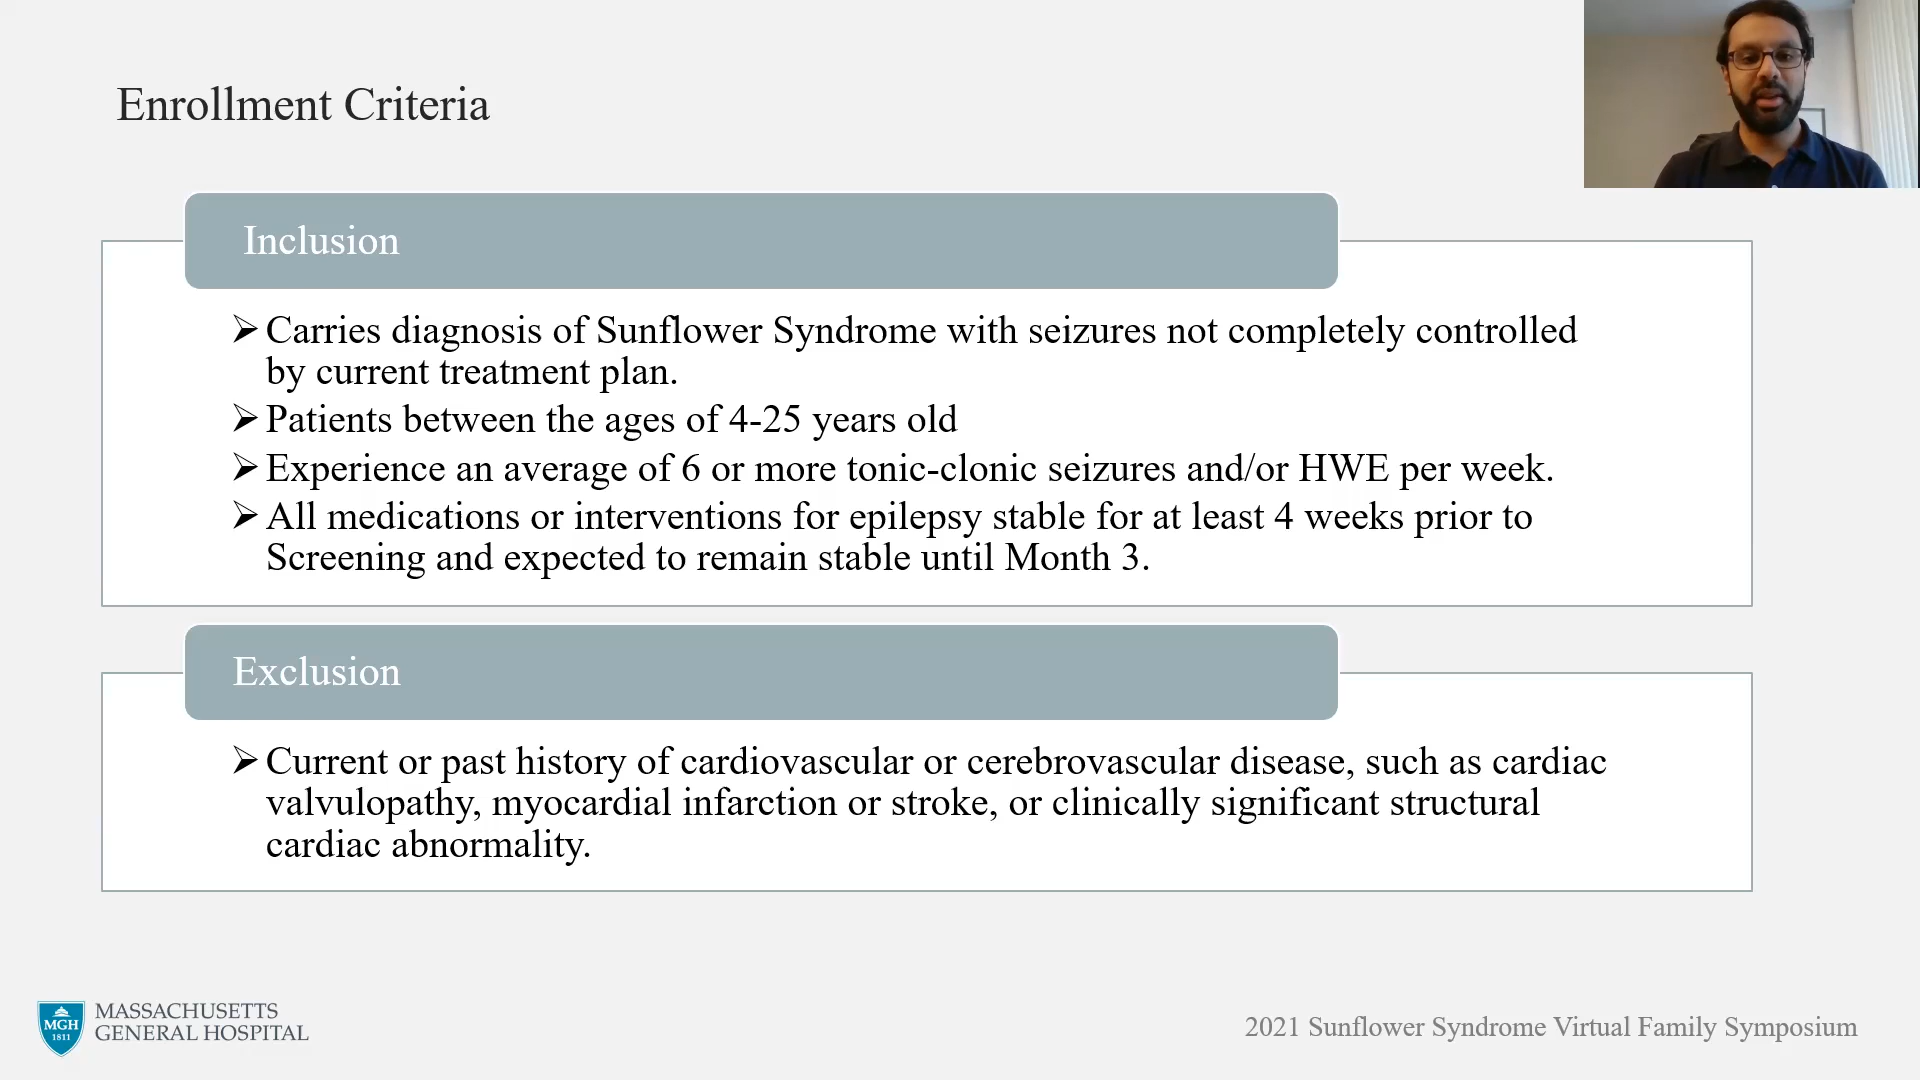 Enrollment Criteria
Inclusion
➢Carries diagnosis of Sunflower Syndrome with seizures not completely controlled
by current treatment plan.
➢Patients between the ages of 4-25 years old
➢Experience an average of 6 or more tonic-clonic seizures and/or HWE per week.
➢All medications or interventions for epilepsy stable for at least 4 weeks prior to
Screening and expected to remain stable until Month 3.
Exclusion
➢Current or past history of cardiovascular or cerebrovascular disease, such as cardiac
valvulopathy, myocardial infarction or stroke, or clinically significant structural
cardiac abnormality.
MGH
1811
MASSACHUSETTS
GENERAL HOSPITAL
2021 Sunflower Syndrome Virtual Family Symposium